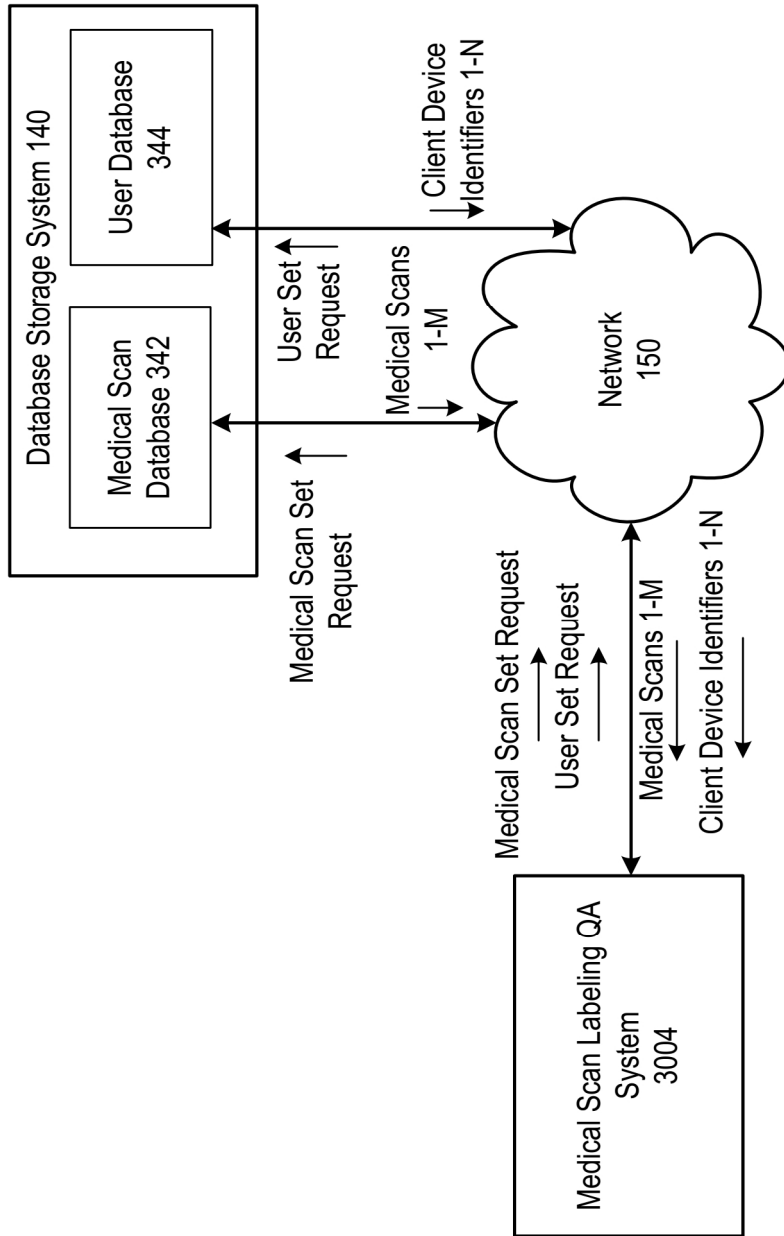 Database Storage System 140
Medical Scan
Database 342
User Database
344
Medical Scan Set
Request
Medical Scans
1-M
User Set
Request
Client Device
Identifiers 1-N
Network
150
Medical Scan Set Request
User Set Request
Medical Scans 1-M
Client Device Identifiers 1-N
Medical Scan Labeling QA
System
3004